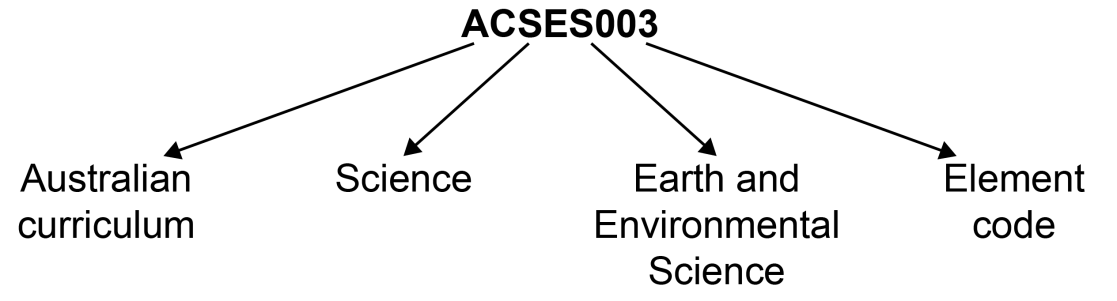 ACSES003
Australian
curriculum
Science
Earth and
Environmental
Science
Element
code